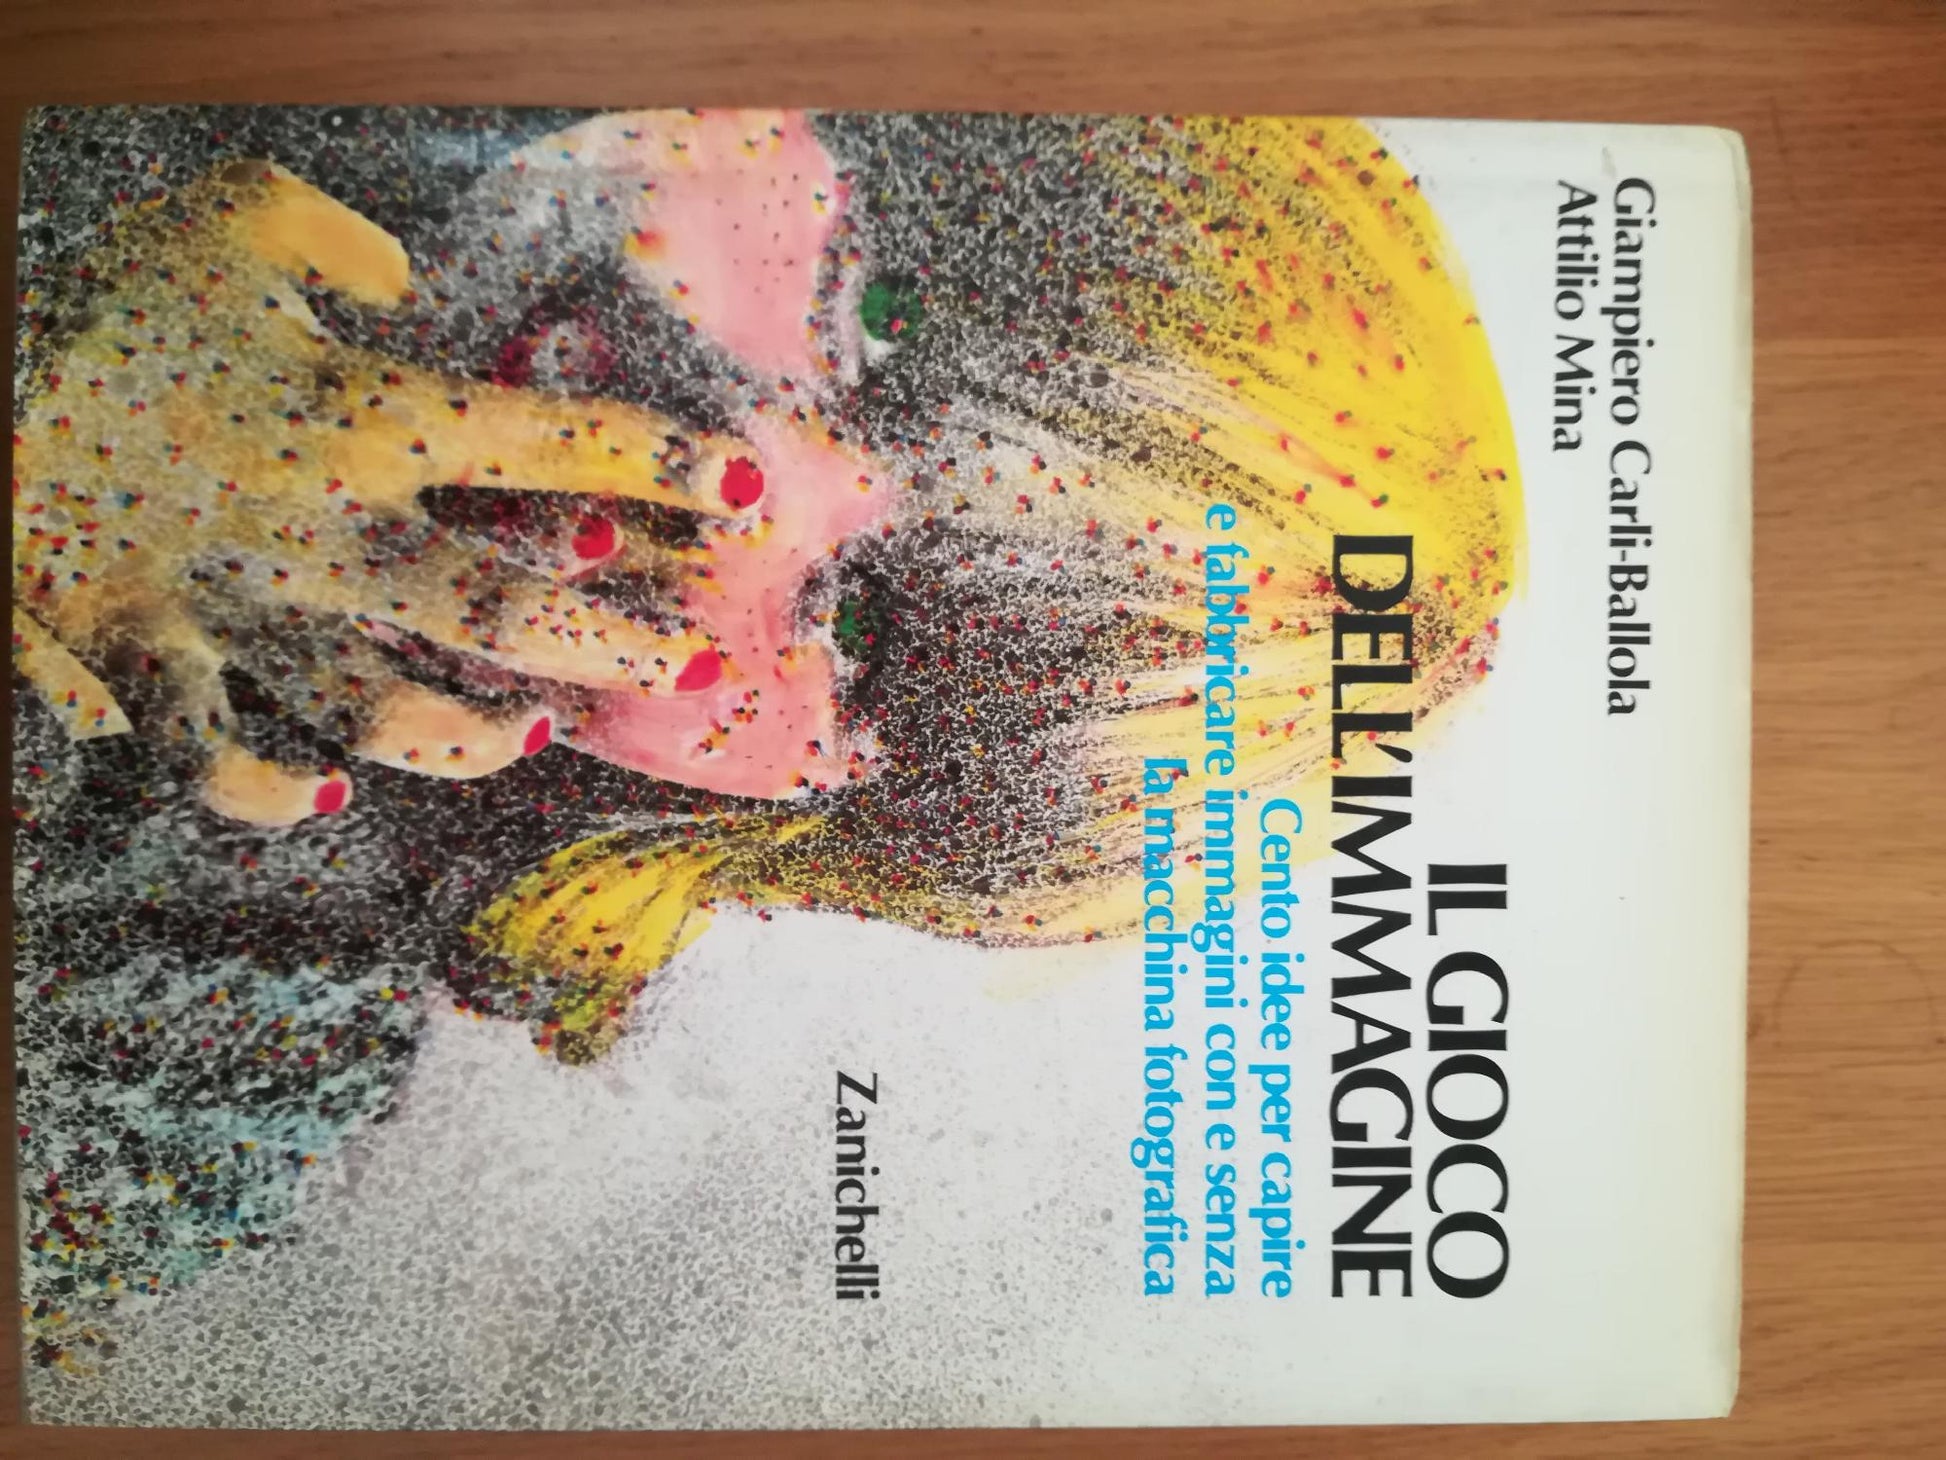 Giampiero Carli-Ballola
Attilio Mina
IL GIOCO
DELL'IMMAGINE
Cento idee per capire
e fabbricare immagini con e senza
la macchina fotografica
Zanichelli